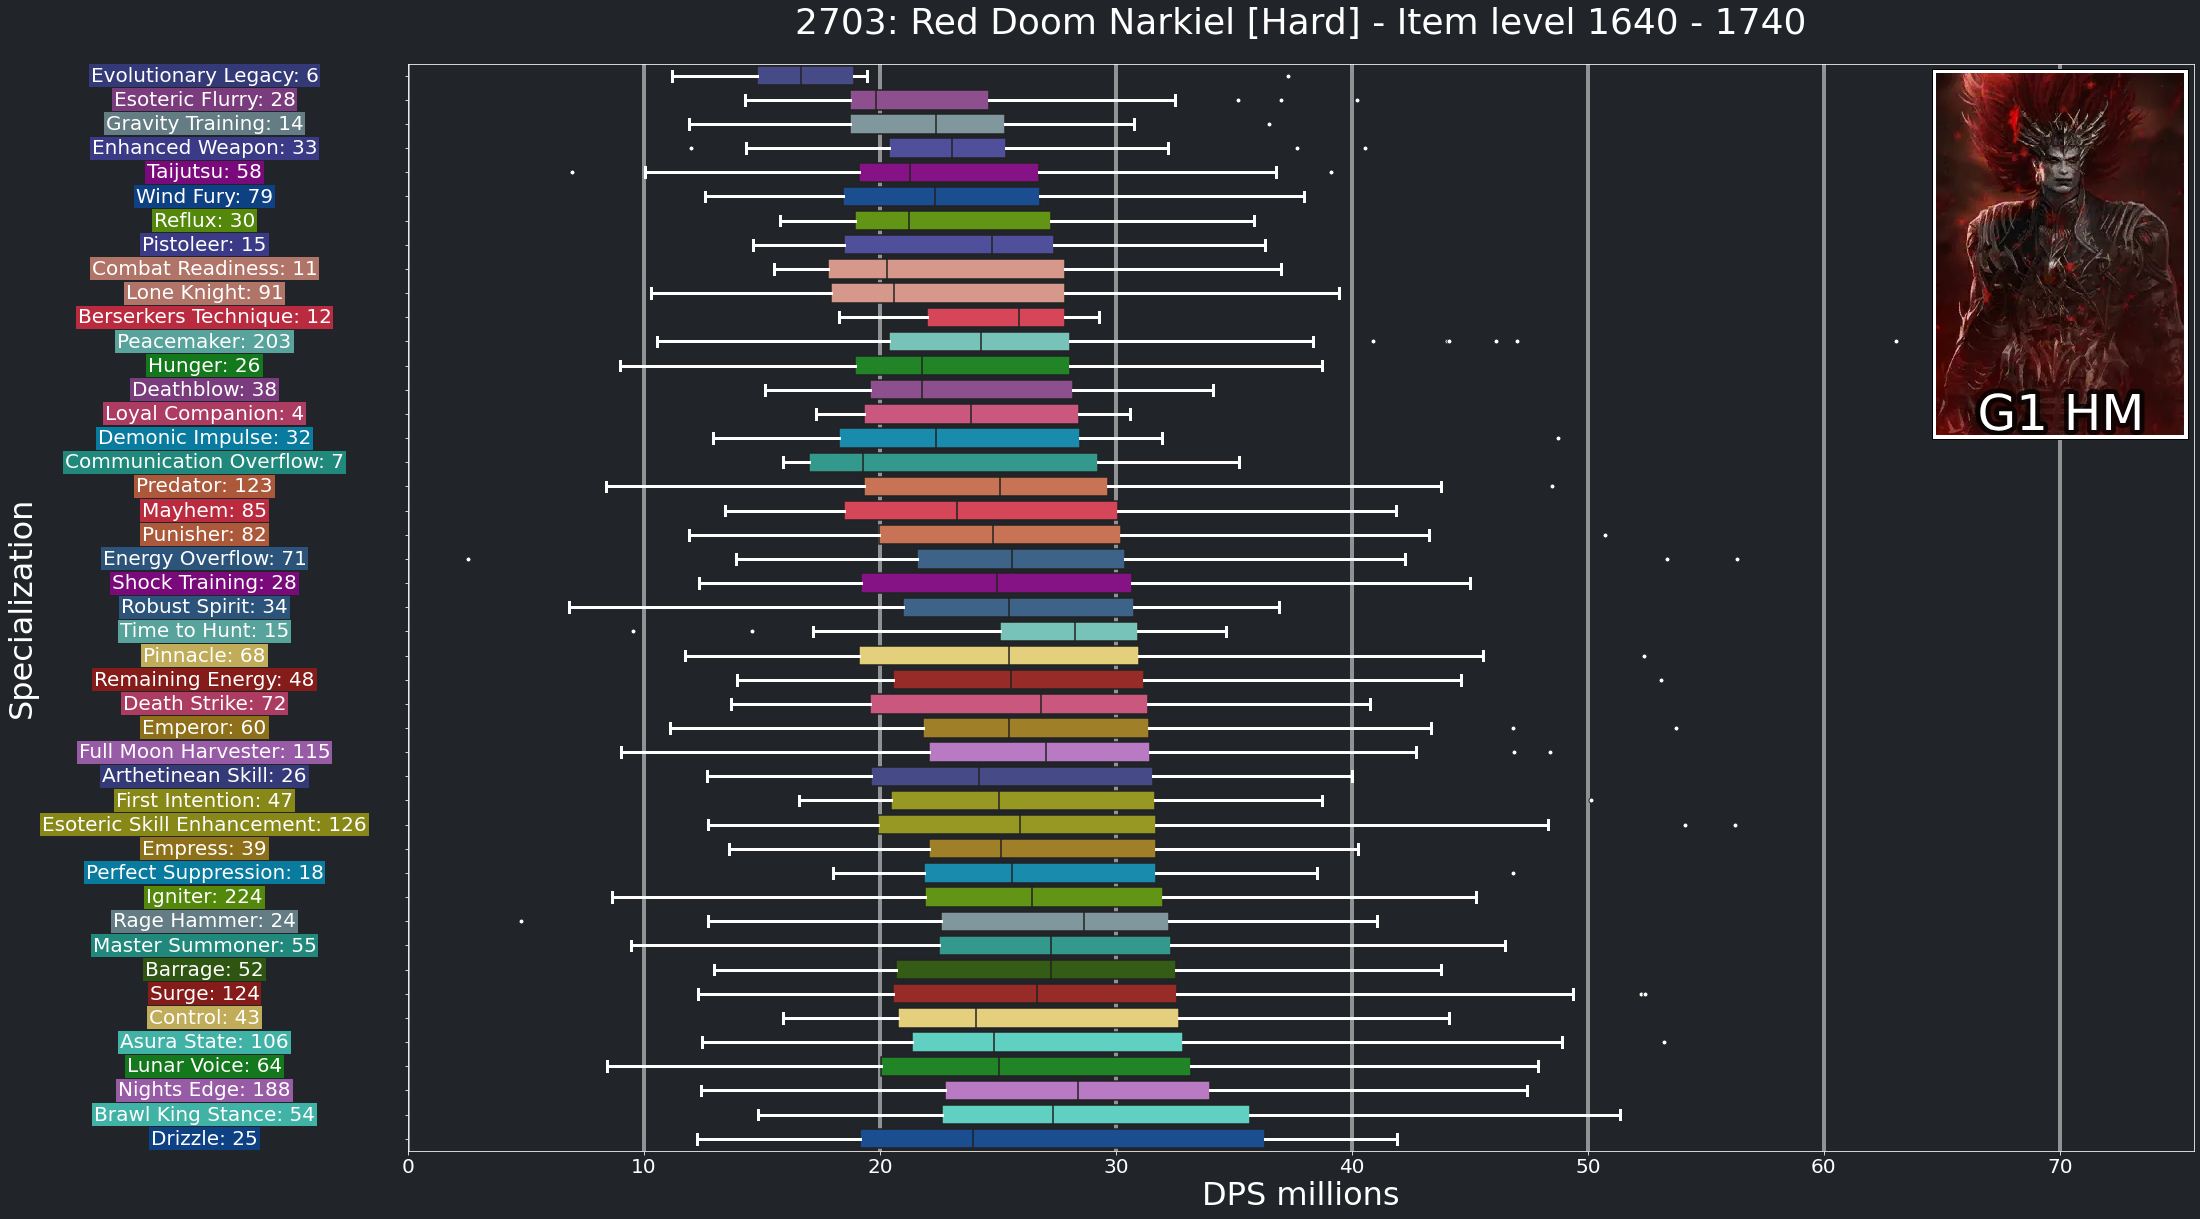 2703: Red Doom Narkiel [Hard] - Item level 1640 - 1740
Evolutionary Legacy: 6
Esoteric Flurry: 28
Gravity Training: 14
Enhanced Weapon: 33
Taijutsu: 58
Wind Fury: 79
Reflux: 30
Pistoleer: 15
Combat Readiness: 11
Lone Knight: 91
Berserkers Technique: 12
Peacemaker: 203
Hunger: 26
Deathblow: 38
Loyal Companion: 4
Demonic Impulse: 32
Communication Overflow: 7
Predator: 123
Mayhem: 85
Punisher: 82
Energy Overflow: 71
Shock Training: 28
Robust Spirit: 34
Time to Hunt: 15
Pinnacle: 68
Remaining Energy: 48
Death Strike: 72
Emperor: 60
Full Moon Harvester: 115
Arthetinean Skill: 26
First Intention: 47
Esoteric Skill Enhancement: 126
Empress: 39
Perfect Suppression: 18
Igniter: 224
Rage Hammer: 24
Master Summoner: 55
Barrage: 52
Surge: 124
Control: 43
Asura State: 106
Lunar Voice: 64
Nights Edge: 188
Brawl King Stance: 54
Drizzle: 25
Specialization
G1 HM
0 10 20 30 40 50 60 70
DPS millions